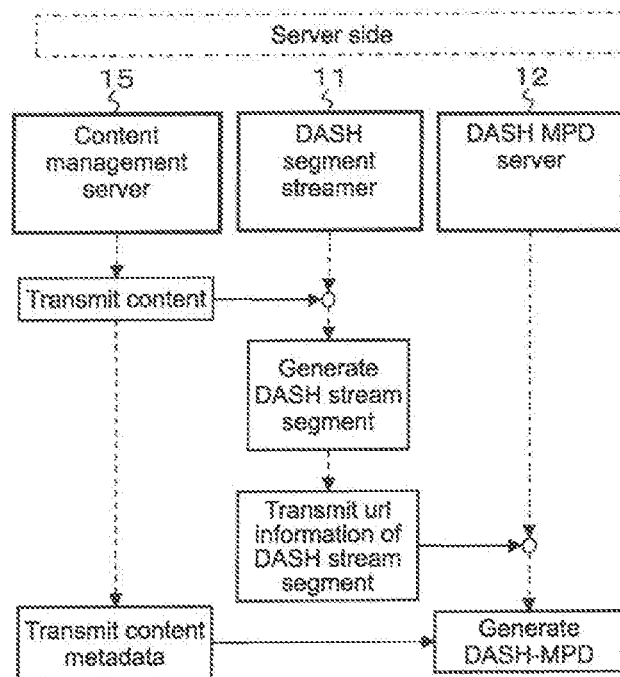 Server side
15
11
12
Content
management
server
DASH
segment
streamer
DASH MPD
server
Transmit content
Generate
DASH stream
segment
Transmit url
information of
DASH stream
segment
Transmit content
metadata
Generate
DASH-MPD